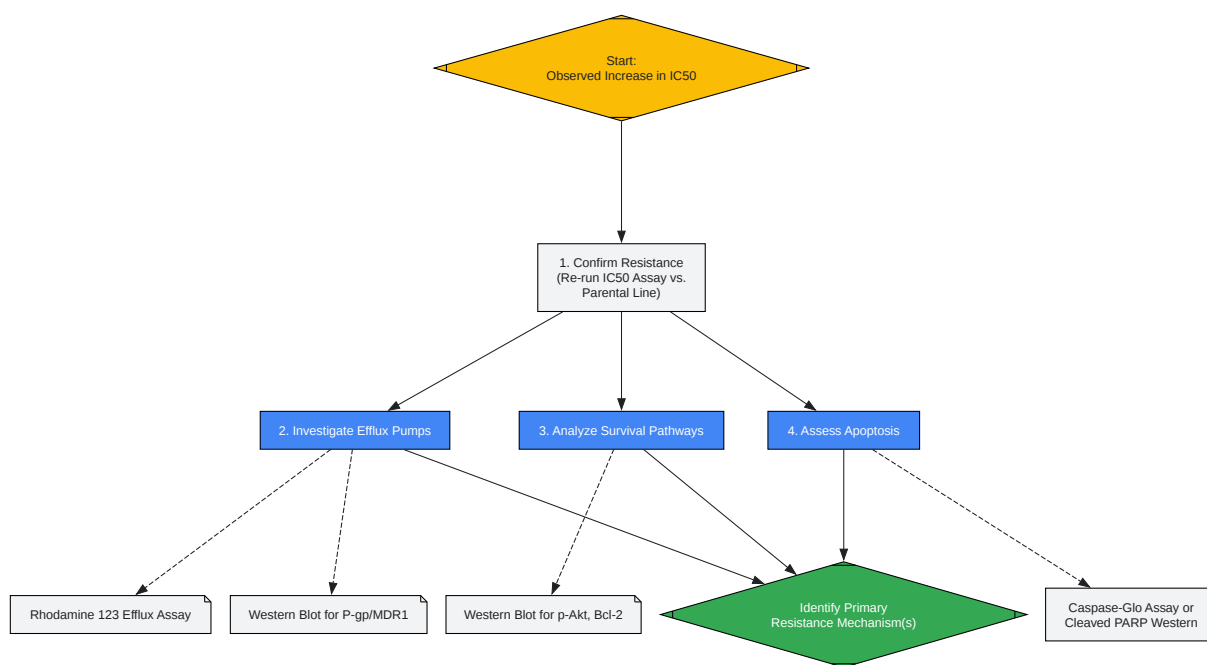 Start:
Observed Increase in IC50
1. Confirm Resistance
(Re-run IC50 Assay vs.
Parental Line)
2. Investigate Efflux Pumps
3. Analyze Survival Pathways
4. Assess Apoptosis
Rhodamine 123 Efflux Assay
Western Blot for P-gp/MDR1
Western Blot for p-Akt, Bcl-2
Identify Primary
Resistance Mechanism(s)
Caspase-Glo Assay or
Cleaved PARP Western